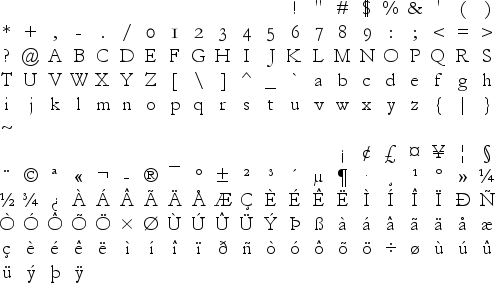 ! " # $ % & ' ( )
* + , - . / 0 1 2 3 4 5 6 7 8 9 : ; < = >
? @ A B C D E F G H I J K L M N O P Q R S
T U V W X Y Z [ \ ] ^ _ ` a b c d e f g h
i j k l m n o p q r s t u v w x y z { | }
~
¡ ¢ £ ¤ ¥ ¦ §
¨ © ª « ¬ - ® ¯ ° ± ² ³ ´ µ ¶ · ¸ ¹ º » ¼
½ ¾ ¿ À Á Â Ã Ä Å Æ Ç È É Ê Ë Ì Í Î Ï Ð Ñ
Ò Ó Ô Õ Ö × Ø Ù Ú Û Ü Ý Þ ß à á â ã ä å æ
ç è é ê ë ì í î ï ð ñ ò ó ô õ ö ÷ ø ù ú û
ü ý þ ÿ